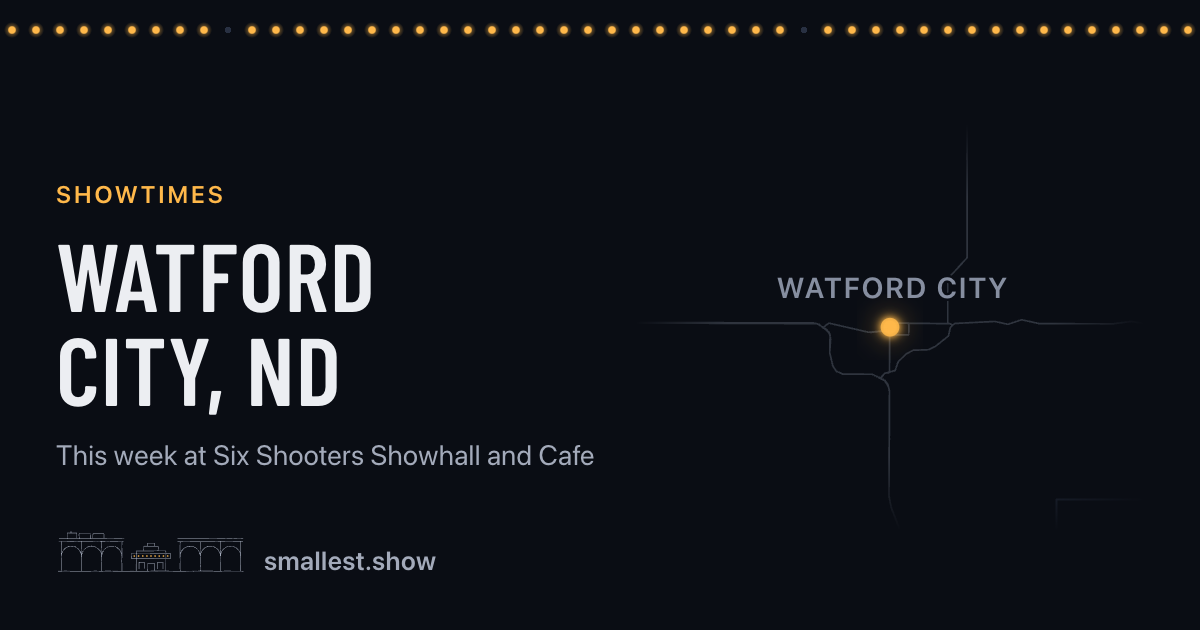 SHOWTIMES
WATFORD
CITY, ND
This week at Six Shooters Showhall and Cafe
smallest.show
WATFORD CITY